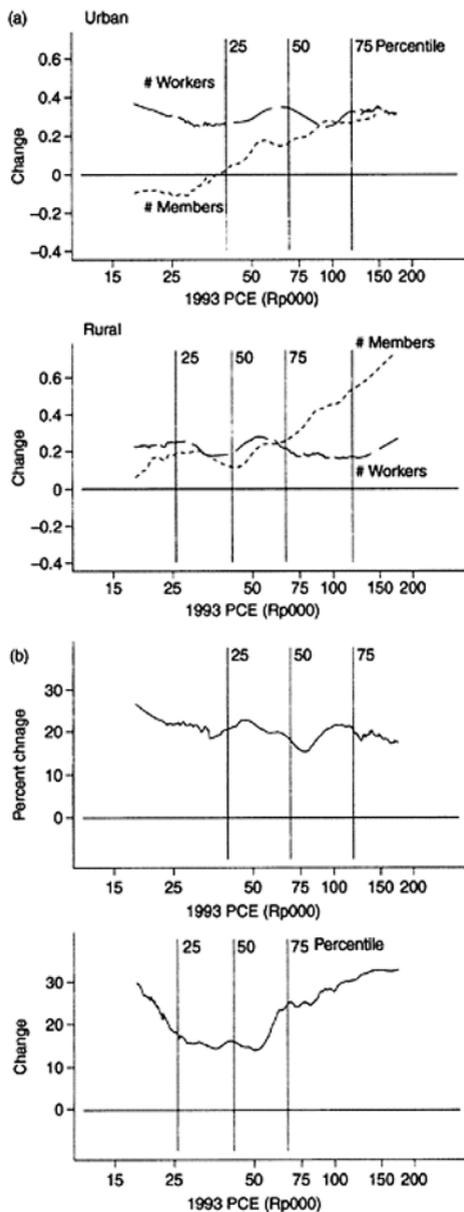 (a) Urban
25 50 75 Percentile
0.6
# Workers
0.4
0.2
Change
0
−0.2
# Members
−0.4
15 25 50 75 100 150 200
1993 PCE (Rp000)
Rural
# Members
25 50 75
0.6
0.4
Change
0.2
# Workers
0
−0.2
−0.4
15 25 50 75 100 150 200
1993 PCE (Rp000)
(b)
25 50 75
30
Percent chnage
20
10
0
15 25 50 75 100 150 200
1993 PCE (Rp000)
25 50 75 Percentile
30
Change
20
10
0
15 25 50 75 100 150 200
1993 PCE (Rp000)